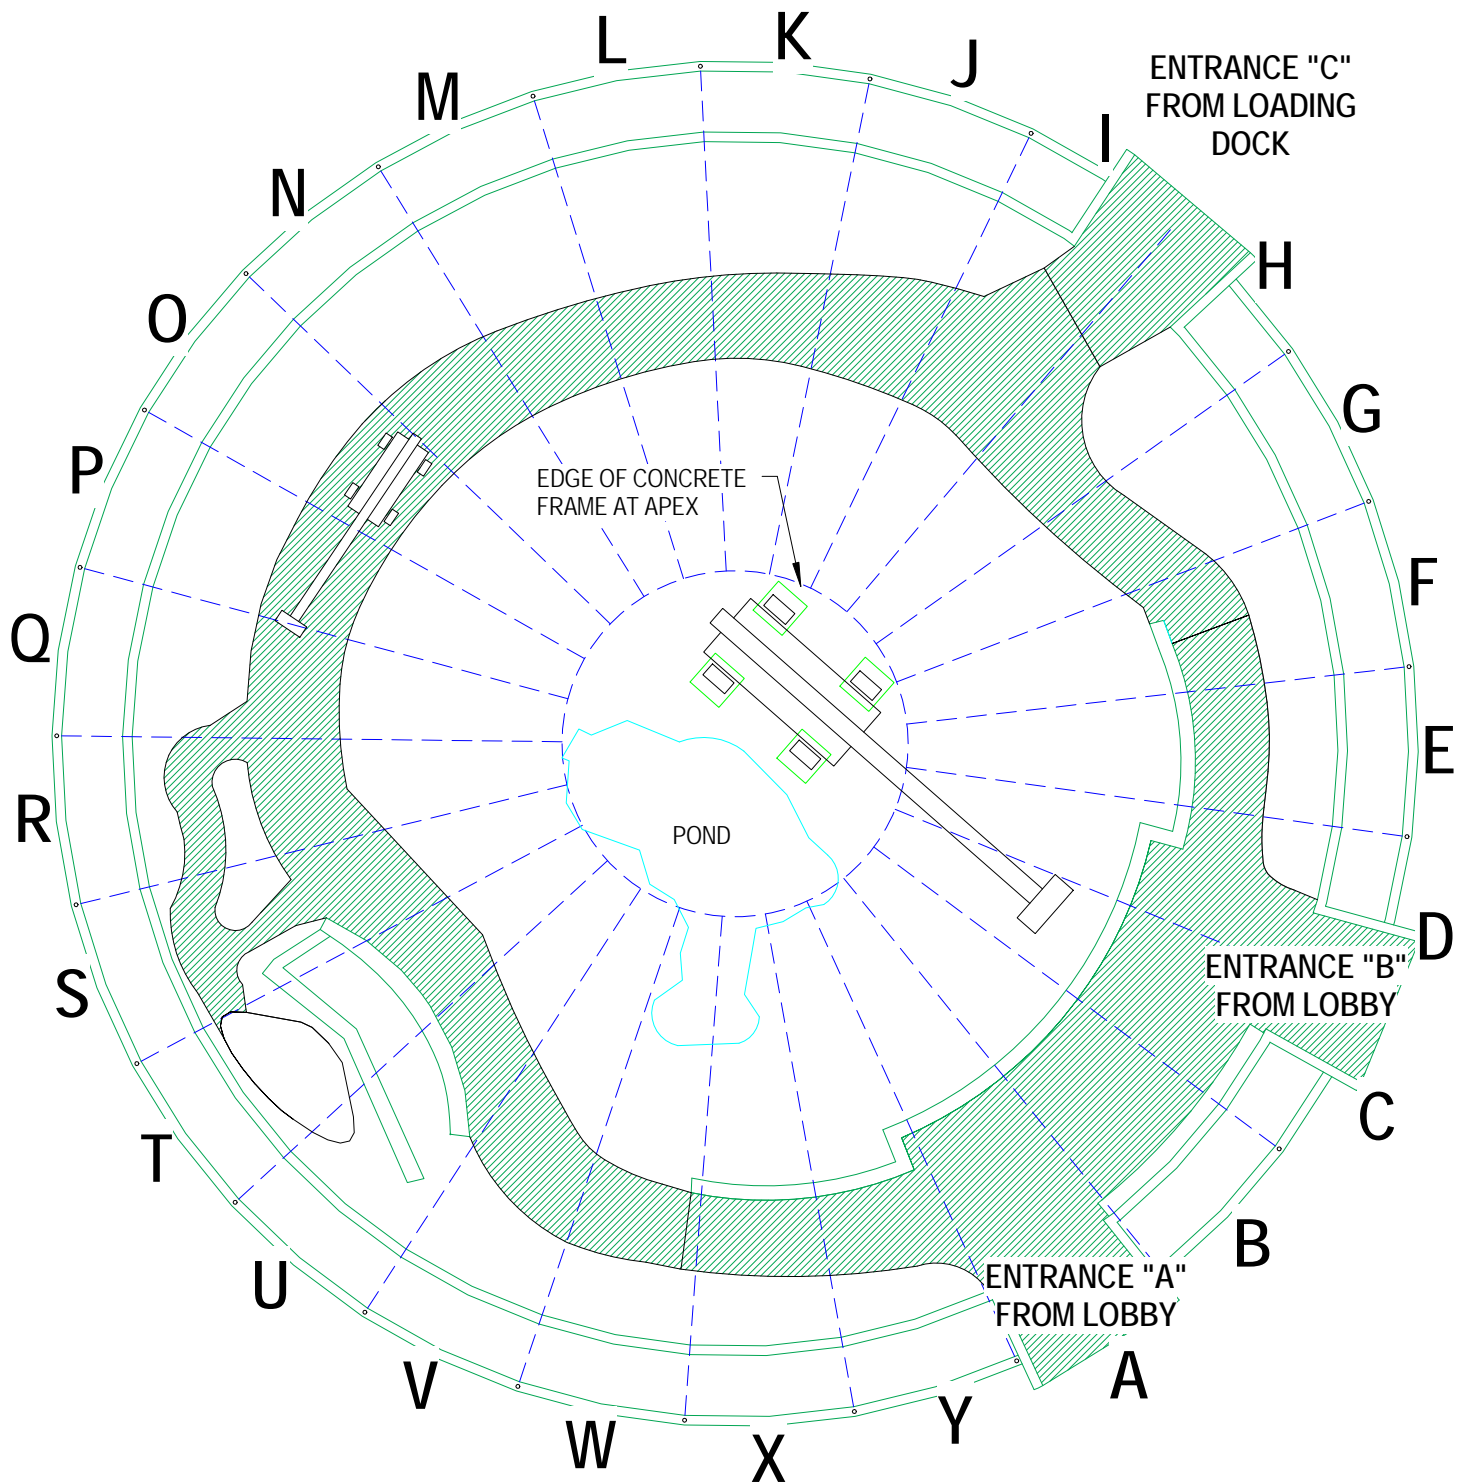 L
K
J
M
ENTRANCE "C"
FROM LOADING
DOCK
I
N
H
O
G
P
EDGE OF CONCRETE
FRAME AT APEX
F
Q
E
R
POND
D
ENTRANCE "B"
FROM LOBBY
S
C
T
B
U
ENTRANCE "A"
FROM LOBBY
A
V
Y
W
X